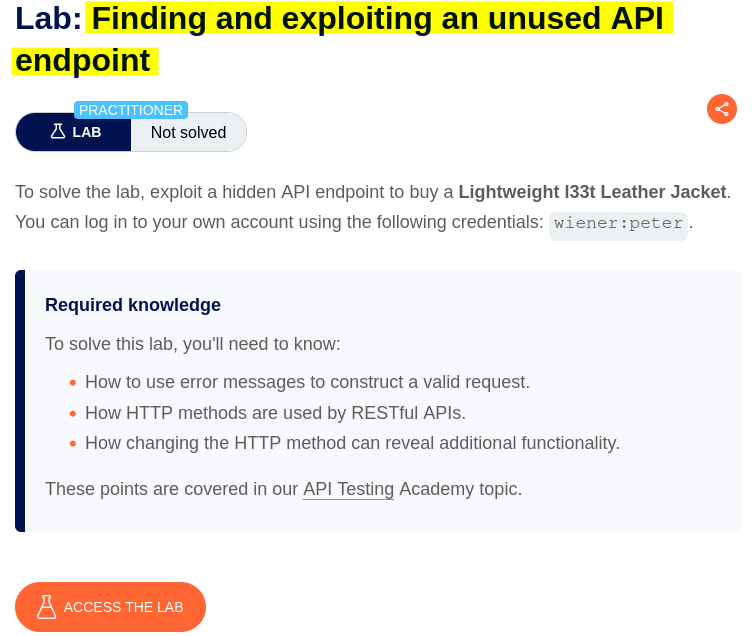 Lab: Finding and exploiting an unused API
endpoint
PRACTITIONER
LAB Not solved
To solve the lab, exploit a hidden API endpoint to buy a Lightweight l33t Leather Jacket.
You can log in to your own account using the following credentials: wiener:peter.
Required knowledge
To solve this lab, you'll need to know:
• How to use error messages to construct a valid request.
• How HTTP methods are used by RESTful APIs.
• How changing the HTTP method can reveal additional functionality.
These points are covered in our API Testing Academy topic.
ACCESS THE LAB